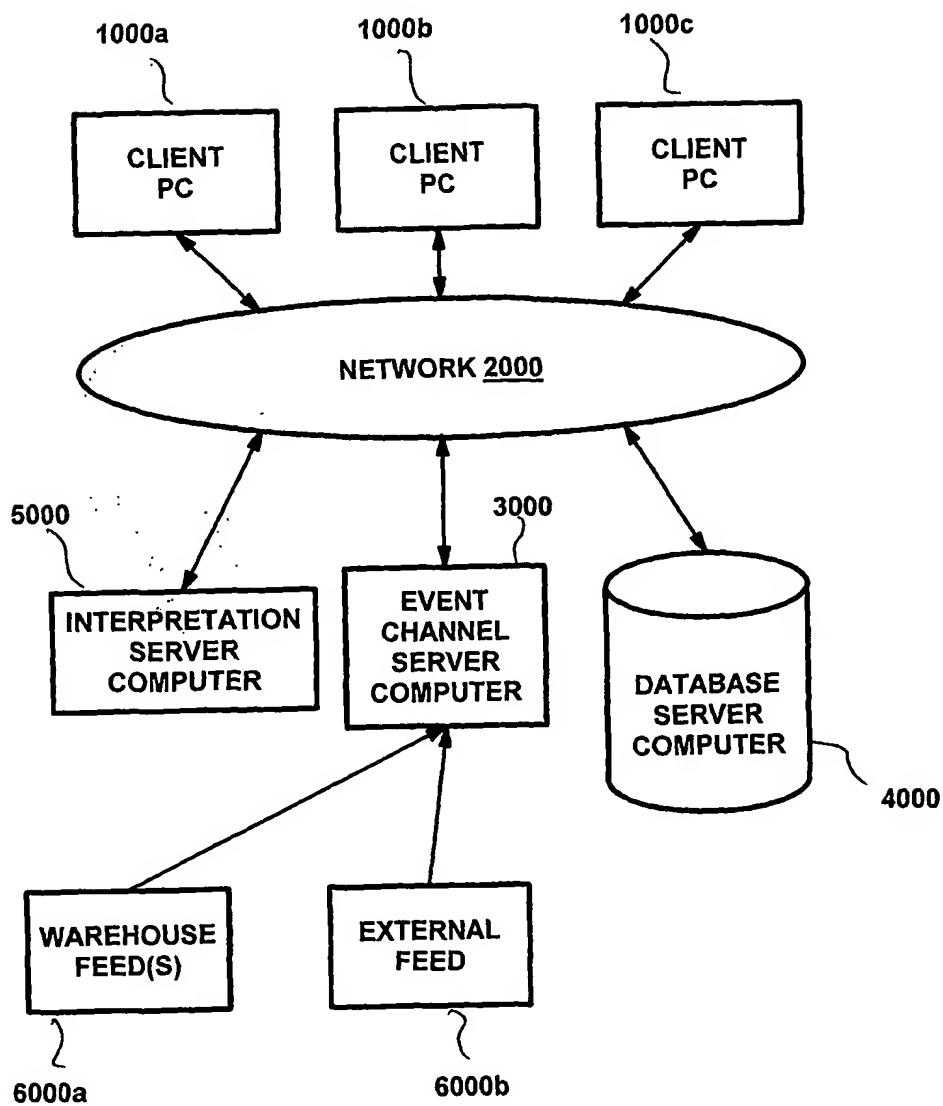 1000a
1000b
1000c
CLIENT
PC
CLIENT
PC
CLIENT
PC
NETWORK 2000
5000
3000
INTERPRETATION
SERVER
COMPUTER
EVENT
CHANNEL
SERVER
COMPUTER
DATABASE
SERVER
COMPUTER
4000
WAREHOUSE
FEED(S)
EXTERNAL
FEED
6000a
6000b